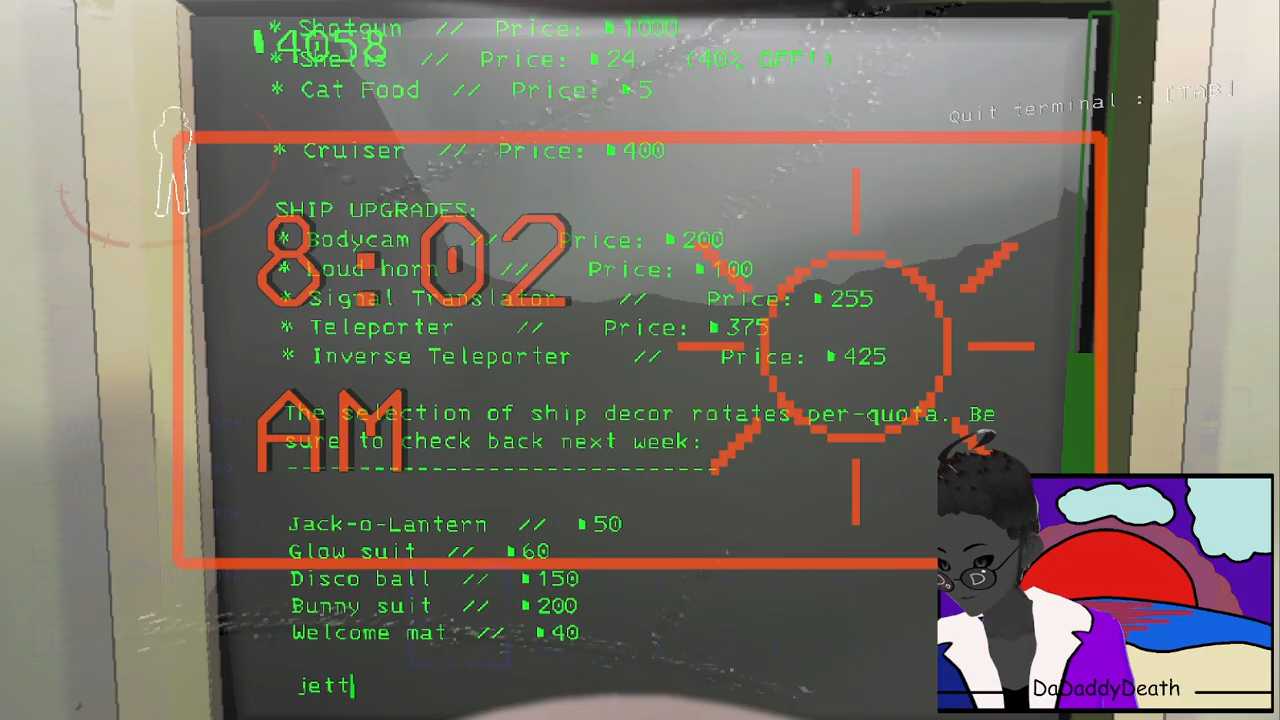 * Shotgun // Price: 1000
4058
* Shells // Price: 24 (40% OFF!)
* Cat Food // Price: 5
Quit terminal : [TAB]
* Cruiser // Price: 400
SHIP UPGRADES:
* Bodycam // Price: 200
8:02
* Loud horn // Price: 100
* Signal Translator // Price: 255
* Teleporter // Price: 375
* Inverse Teleporter // Price: 425
AM
The selection of ship decor rotates per-quota. Be
sure to check back next week:
------------------------------
Jack-o-Lantern // 50
Glow suit // 60
Disco ball // 150
Bunny suit // 200
Welcome mat // 40
jett
D
DaDaddyDeath